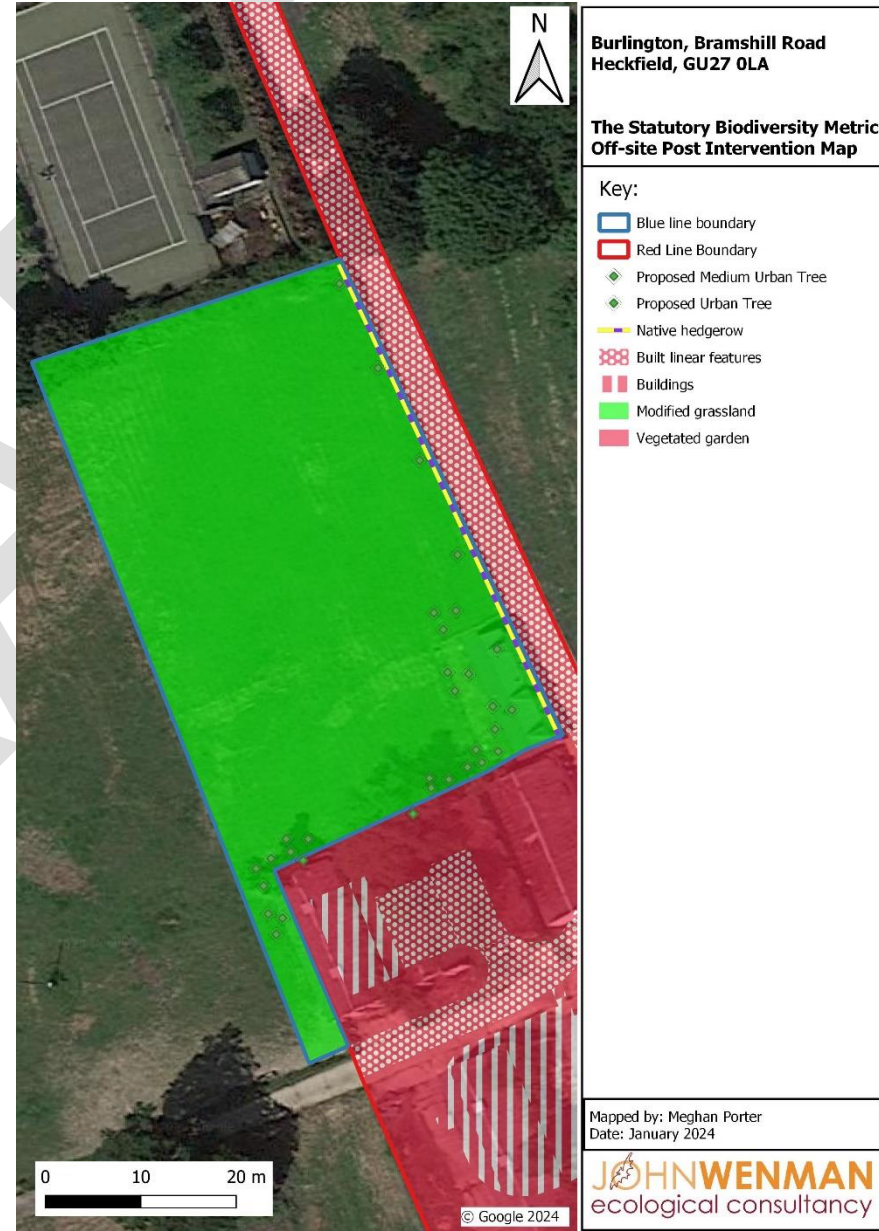 N
Burlington, Bramshill Road
Heckfield, GU27 0LA
The Statutory Biodiversity Metric
Off-site Post Intervention Map
Key:
Blue line boundary
Red Line Boundary
Proposed Medium Urban Tree
Proposed Urban Tree
Native hedgerow
Built linear features
Buildings
Modified grassland
Vegetated garden
0 10 20 m
© Google 2024
Mapped by: Meghan Porter
Date: January 2024
JOHNWENMAN
ecological consultancy